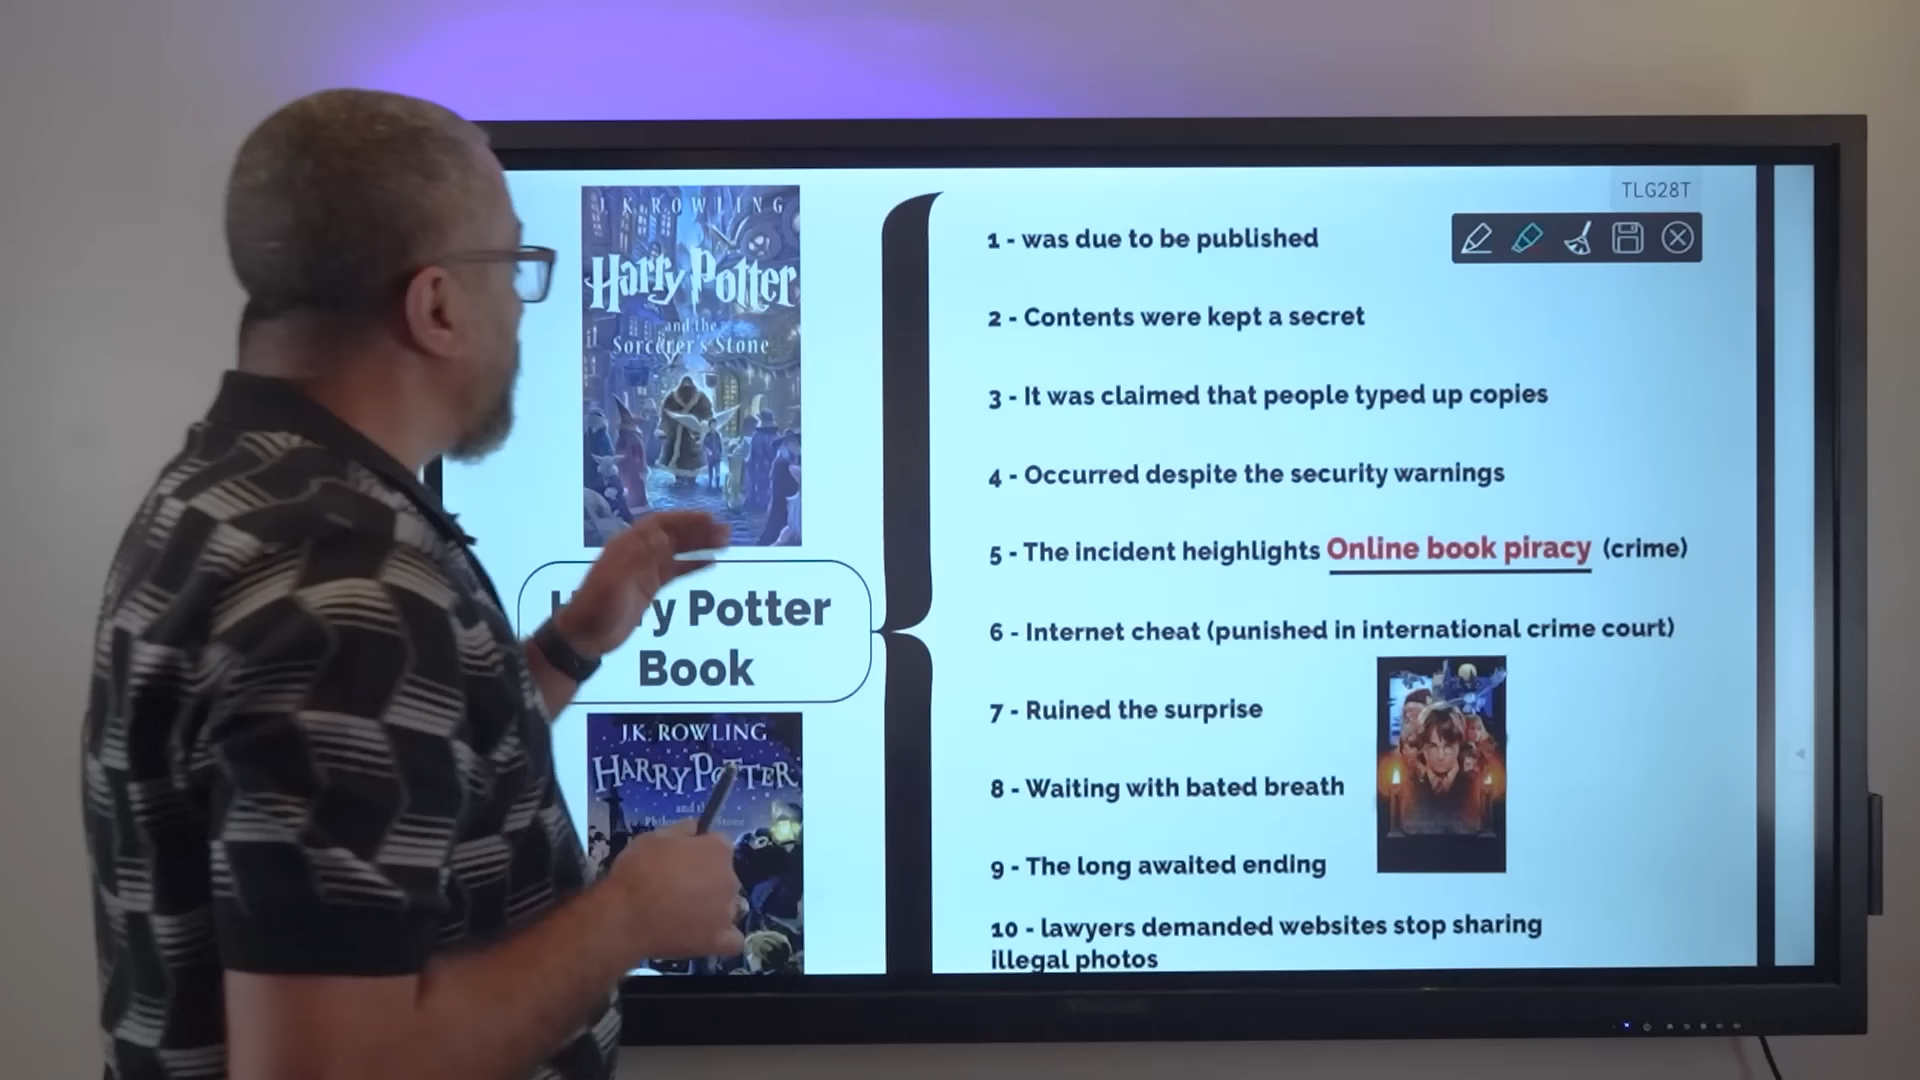 J.K.ROWLING
Harry Potter
and the
Sorcerer's Stone
Potter
Book
J.K. ROWLING
HARRY POTTER
TLG28T
1 - was due to be published
2 - Contents were kept a secret
3 - It was claimed that people typed up copies
4 - Occurred despite the security warnings
5 - The incident heighlights Online book piracy (crime)
6 - Internet cheat (punished in international crime court)
7 - Ruined the surprise
8 - Waiting with bated breath
9 - The long awaited ending
10 - lawyers demanded websites stop sharing
illegal photos